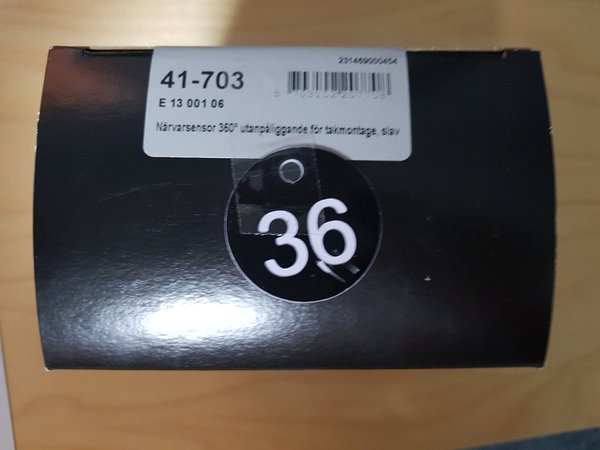 231469000454
41-703
E 13 001 06
Närvarsensor 360° utanpåliggande för takmontage, slav
36